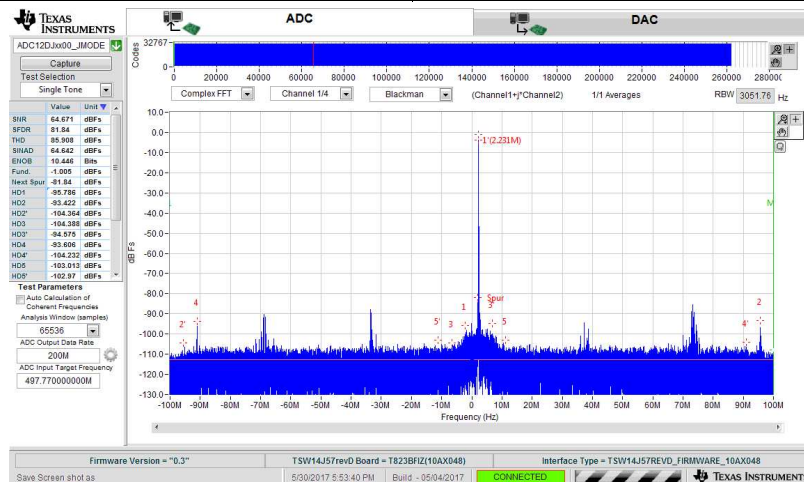 TEXAS INSTRUMENTS
ADC
DAC
ADC12DJxx00_JMODE
Capture
Test Selection
Single Tone
Value Unit
SNR 64.671 dBFs
SFDR 81.84 dBFs
THD 85.908 dBFs
SINAD 64.642 dBFs
ENOB 10.446 Bits
Fund. -1.005 dBFs
Next Spur -81.84 dBFs
HD1 -95.786 dBFs
HD2 -93.422 dBFs
HD2' -104.364 dBFs
HD3 -104.388 dBFs
HD3' -94.575 dBFs
HD4 -93.606 dBFs
HD4' -104.232 dBFs
HD5 -103.013 dBFs
HD5' -102.97 dBFs
Test Parameters
Auto Calculation of
Coherent Frequencies
Analysis Window (samples)
65536
ADC Output Data Rate
200M
ADC Input Target Frequency
497.770000000M
Codes
32767
0
0 20000 40000 60000 80000 100000 120000 140000 160000 180000 200000 220000 240000 260000 280000
Complex FFT
Channel 1/4
Blackman
(Channel1+j*Channel2)
1/1 Averages
RBW 3051.76 Hz
dB Fs
10.0
0.0
-10.0
-20.0
-30.0
-40.0
-50.0
-60.0
-70.0
-80.0
-90.0
-100.0
-110.0
-120.0
-130.0
1'(2.231M)
M
Spur
4
1
3'
2
2'
5'
3
5
4'
-100M -90M -80M -70M -60M -50M -40M -30M -20M -10M 0 10M 20M 30M 40M 50M 60M 70M 80M 90M 100M
Frequency (Hz)
Firmware Version = "0.3"
TSW14J57revD Board = T823BFIZ(10AX048)
Interface Type = TSW14J57REVD_FIRMWARE_10AX048
Save Screen shot as
5/30/2017 5:53:40 PM
Build - 05/04/2017
CONNECTED
TEXAS INSTRUMENTS